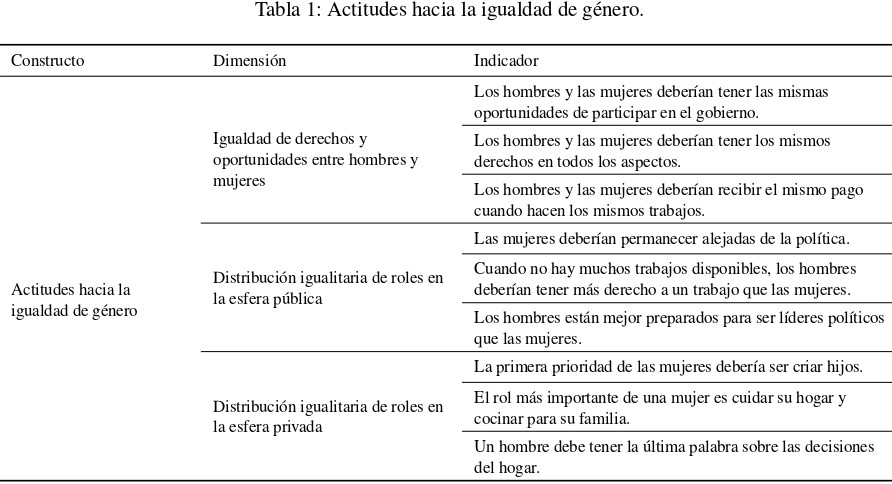 Tabla 1: Actitudes hacia la igualdad de género.
Constructo
Dimensión
Indicador
Actitudes hacia la
igualdad de género
Igualdad de derechos y
oportunidades entre hombres y
mujeres
Los hombres y las mujeres deberían tener las mismas
oportunidades de participar en el gobierno.
Los hombres y las mujeres deberían tener los mismos
derechos en todos los aspectos.
Los hombres y las mujeres deberían recibir el mismo pago
cuando hacen los mismos trabajos.
Distribución igualitaria de roles en
la esfera pública
Las mujeres deberían permanecer alejadas de la política.
Cuando no hay muchos trabajos disponibles, los hombres
deberían tener más derecho a un trabajo que las mujeres.
Los hombres están mejor preparados para ser líderes políticos
que las mujeres.
Distribución igualitaria de roles en
la esfera privada
La primera prioridad de las mujeres debería ser criar hijos.
El rol más importante de una mujer es cuidar su hogar y
cocinar para su familia.
Un hombre debe tener la última palabra sobre las decisiones
del hogar.